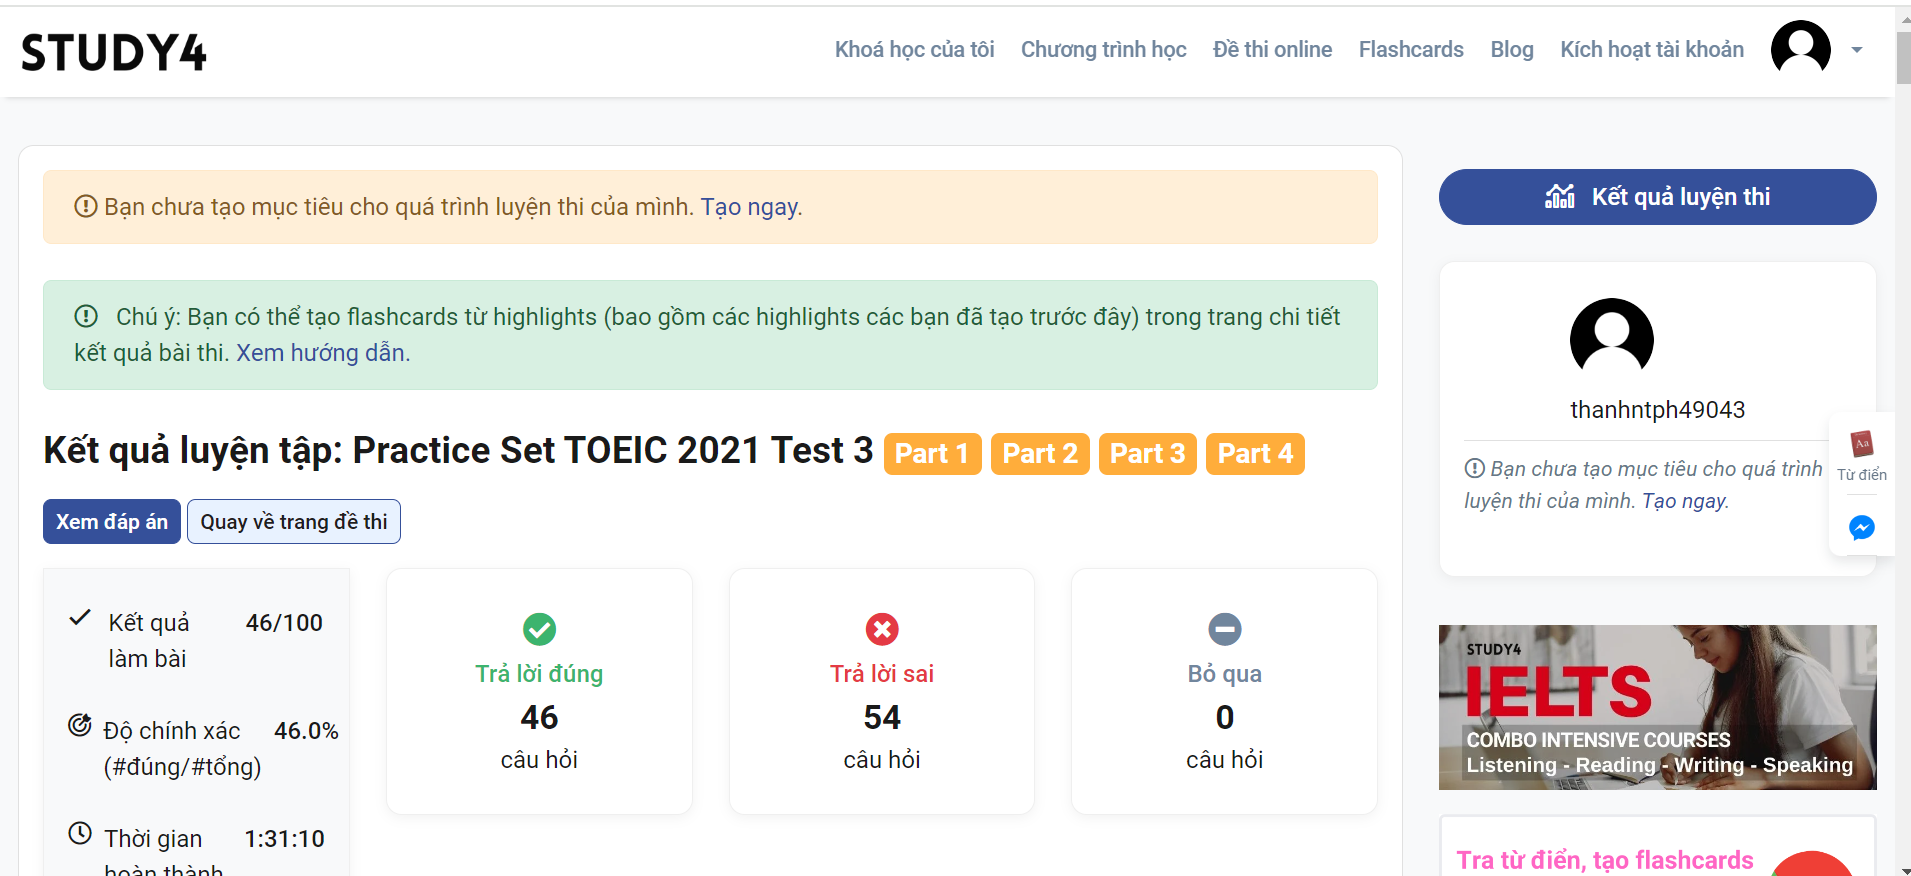 STUDY4
Khoá học của tôi Chương trình học Đề thi online Flashcards Blog Kích hoạt tài khoản
Bạn chưa tạo mục tiêu cho quá trình luyện thi của mình. Tạo ngay.
Chú ý: Bạn có thể tạo flashcards từ highlights (bao gồm các highlights các bạn đã tạo trước đây) trong trang chi tiết
kết quả bài thi. Xem hướng dẫn.
Kết quả luyện tập: Practice Set TOEIC 2021 Test 3 Part 1 Part 2 Part 3 Part 4
Xem đáp án Quay về trang đề thi
Kết quả 46/100
làm bài
Độ chính xác 46.0%
(#đúng/#tổng)
Thời gian 1:31:10
hoàn thành
Trả lời đúng
46
câu hỏi
Trả lời sai
54
câu hỏi
Bỏ qua
0
câu hỏi
Kết quả luyện thi
thanhntph49043
Bạn chưa tạo mục tiêu cho quá trình
luyện thi của mình. Tạo ngay.
Aa
Từ điển
STUDY4
IELTS
COMBO INTENSIVE COURSES
Listening - Reading - Writing - Speaking
Tra từ điển, tạo flashcards